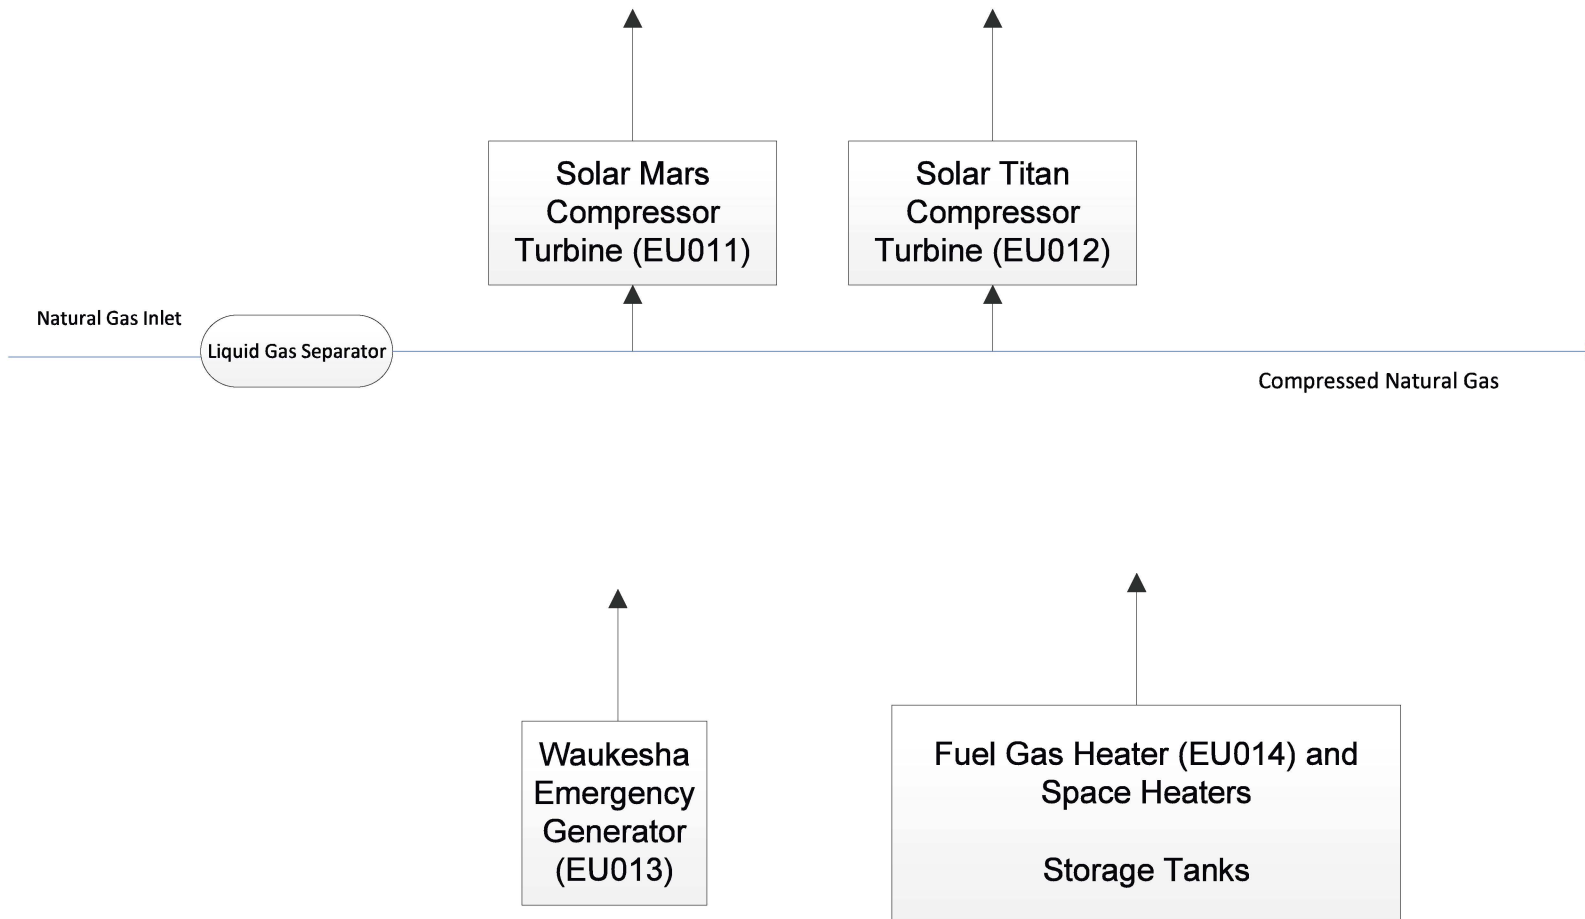 Solar Mars
Compressor
Turbine (EU011)
Solar Titan
Compressor
Turbine (EU012)
Natural Gas Inlet
Liquid Gas Separator
Compressed Natural Gas
Waukesha
Emergency
Generator
(EU013)
Fuel Gas Heater (EU014) and
Space Heaters
Storage Tanks